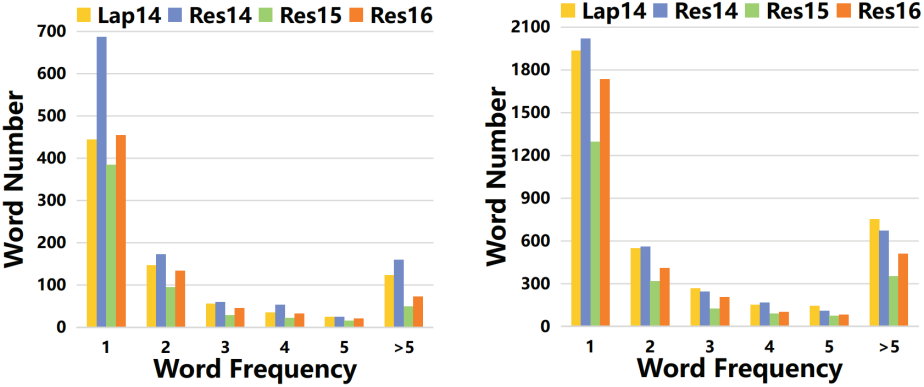 Lap14 Res14 Res15 Res16
700
600
500
400
300
200
100
0
Word Number
1 2 3 4 5 >5
Word Frequency
Lap14 Res14 Res15 Res16
2100
1800
1500
1200
900
600
300
0
Word Number
1 2 3 4 5 >5
Word Frequency